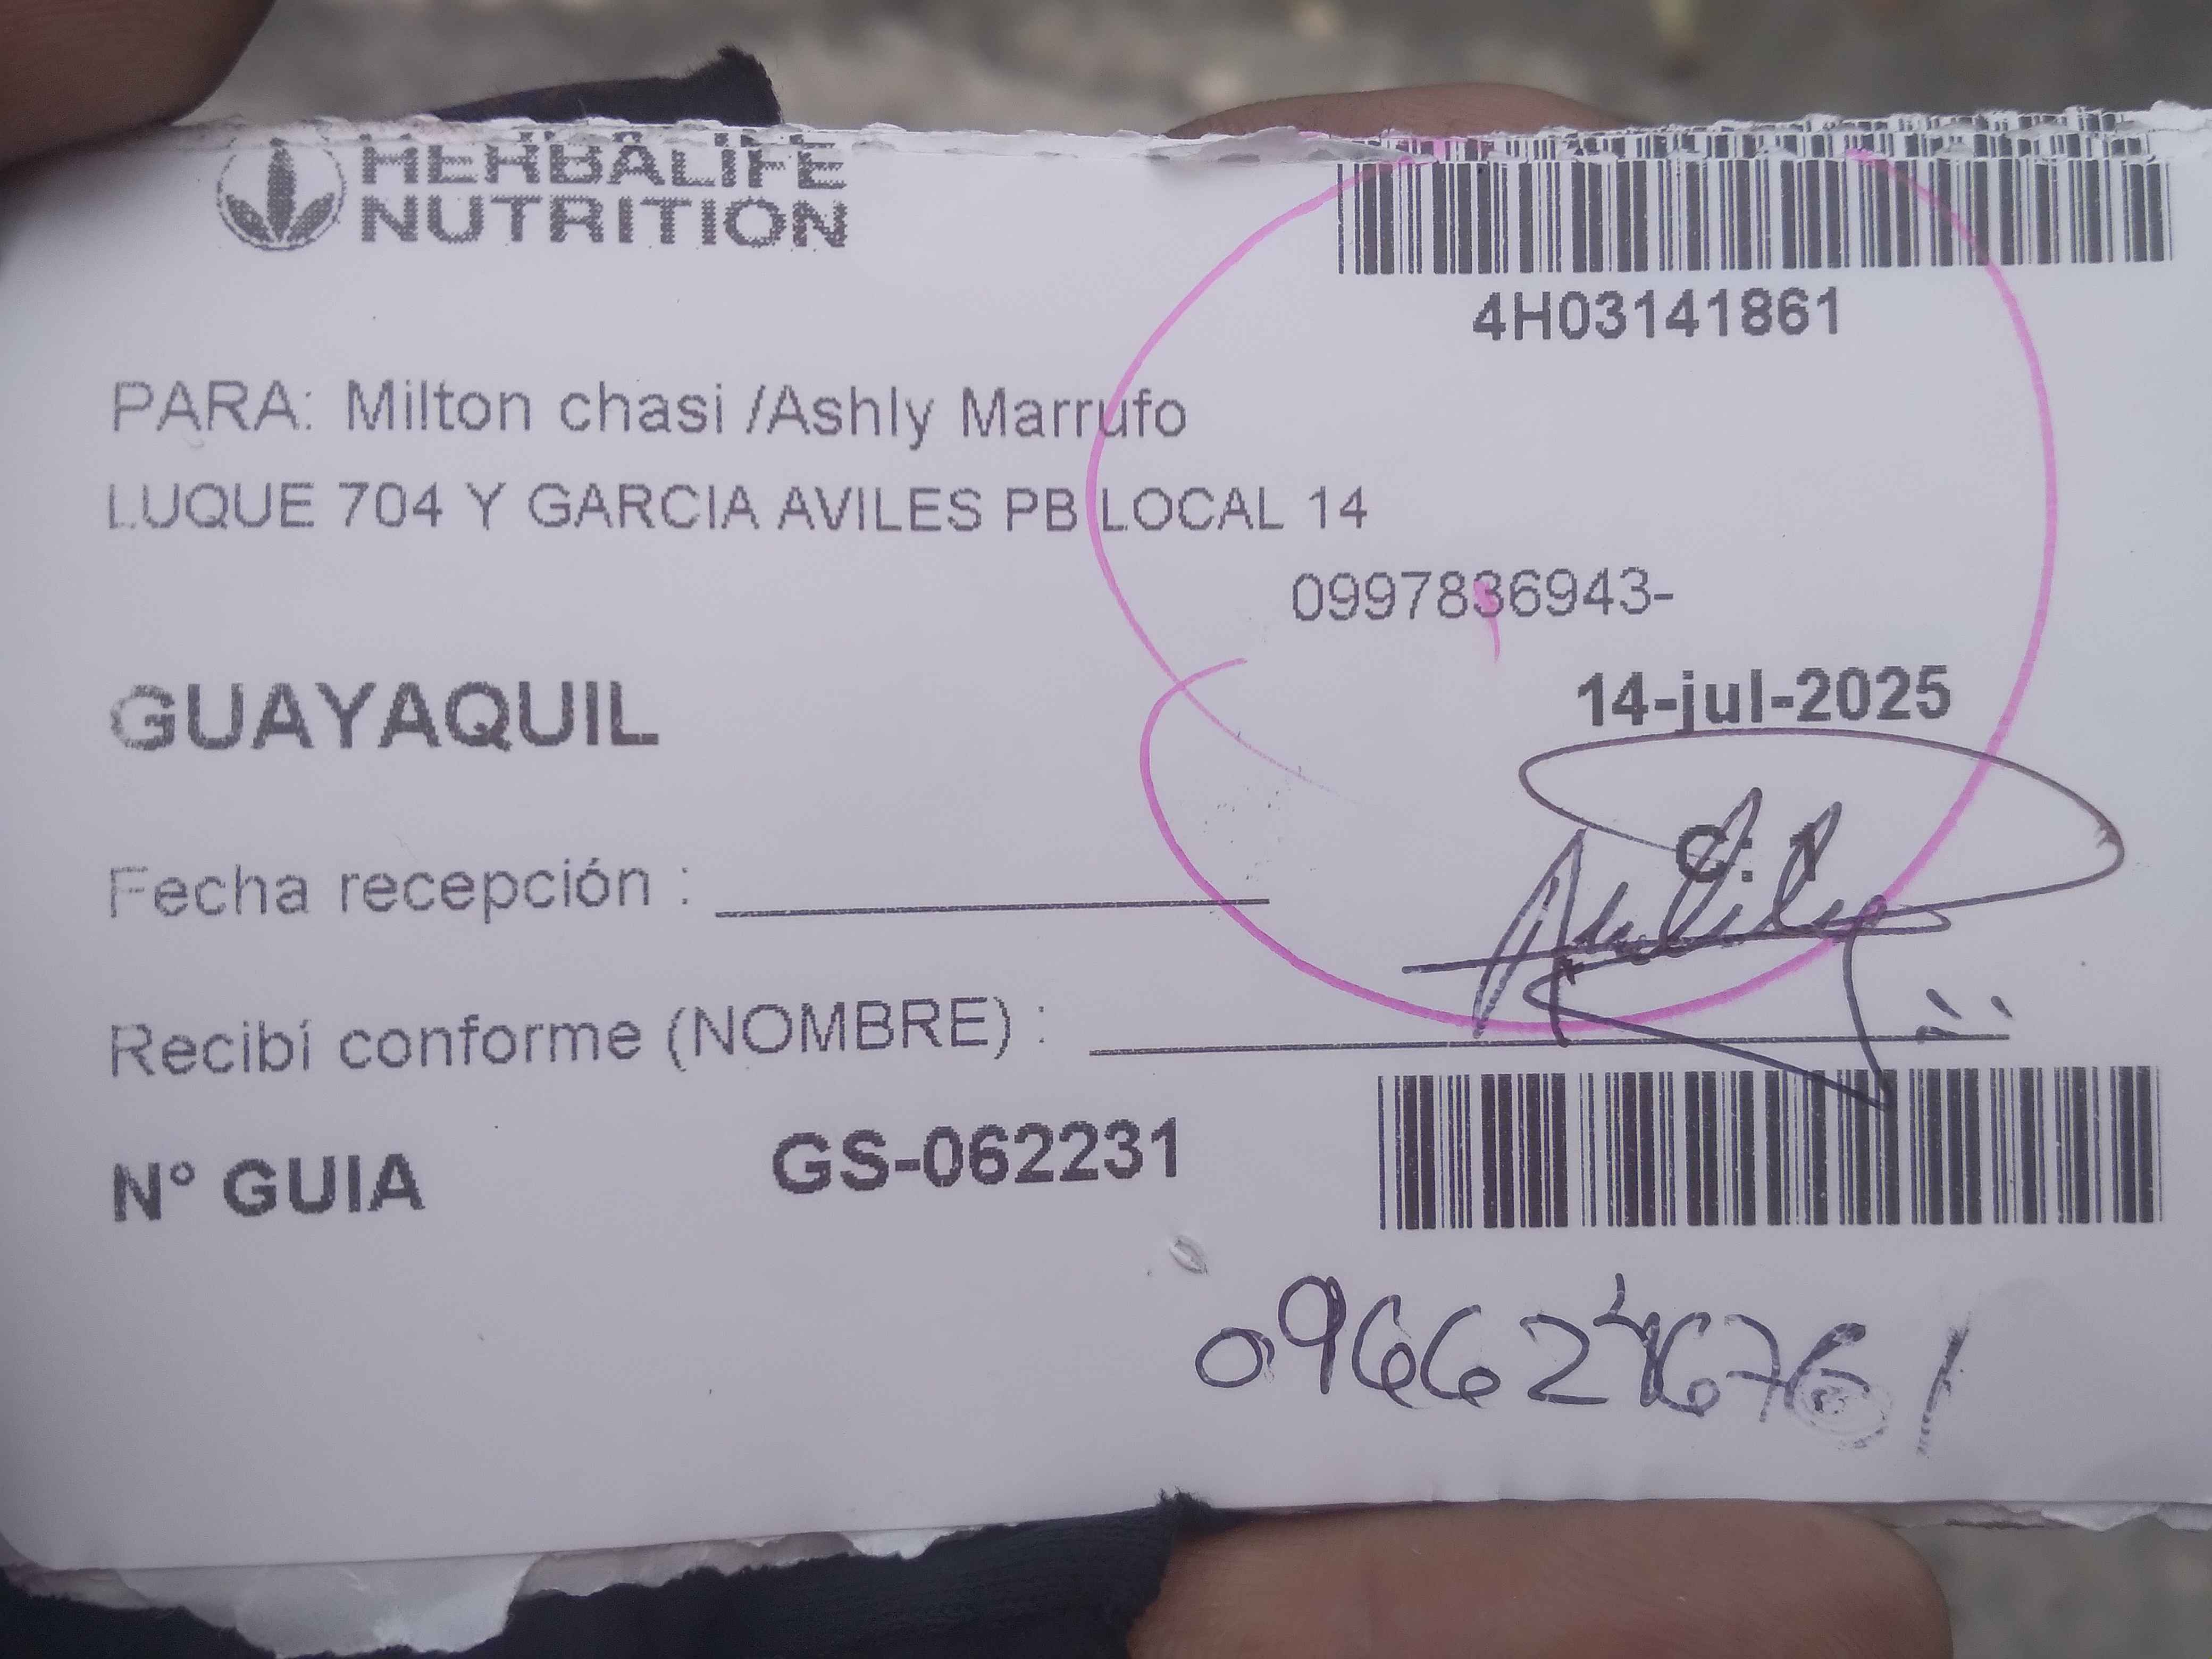 HERBALIFE
NUTRITION
4H03141861
PARA: Milton chasi /Ashly Marrufo
LUQUE 704 Y GARCIA AVILES PB LOCAL 14
0997836943-
GUAYAQUIL
14-jul-2025
Fecha recepción :
C. I
Recibí conforme (NOMBRE) :
N° GUIA GS-062231